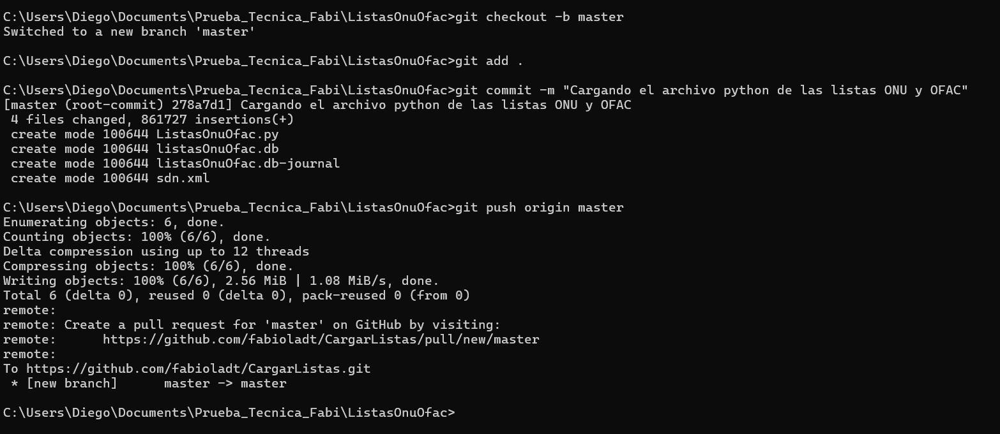 C:\Users\Diego\Documents\Prueba_Tecnica_Fabi\ListasOnuOfac>git checkout -b master
Switched to a new branch 'master'
C:\Users\Diego\Documents\Prueba_Tecnica_Fabi\ListasOnuOfac>git add .
C:\Users\Diego\Documents\Prueba_Tecnica_Fabi\ListasOnuOfac>git commit -m "Cargando el archivo python de las listas ONU y OFAC"
[master (root-commit) 278a7d1] Cargando el archivo python de las listas ONU y OFAC
 4 files changed, 861727 insertions(+)
 create mode 100644 ListasOnuOfac.py
 create mode 100644 listasOnuOfac.db
 create mode 100644 listasOnuOfac.db-journal
 create mode 100644 sdn.xml
C:\Users\Diego\Documents\Prueba_Tecnica_Fabi\ListasOnuOfac>git push origin master
Enumerating objects: 6, done.
Counting objects: 100% (6/6), done.
Delta compression using up to 12 threads
Compressing objects: 100% (6/6), done.
Writing objects: 100% (6/6), 2.56 MiB | 1.08 MiB/s, done.
Total 6 (delta 0), reused 0 (delta 0), pack-reused 0 (from 0)
remote:
remote: Create a pull request for 'master' on GitHub by visiting:
remote:      https://github.com/fabioladt/CargarListas/pull/new/master
remote:
To https://github.com/fabioladt/CargarListas.git
 * [new branch]      master -> master
C:\Users\Diego\Documents\Prueba_Tecnica_Fabi\ListasOnuOfac>